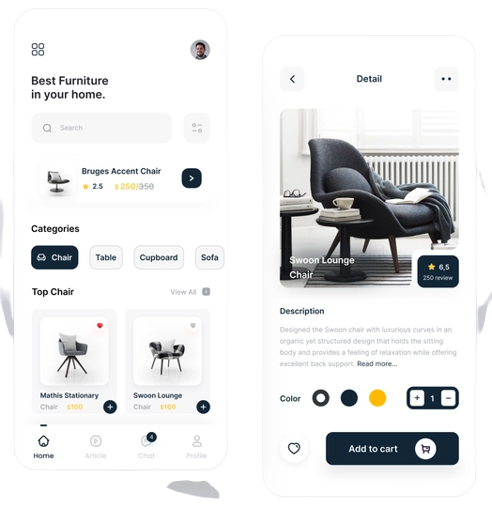 Best Furniture
in your home.
Search
Bruges Accent Chair
2.5 $ 250/350
Categories
Chair Table Cupboard Sofa
Top Chair View All
Mathis Stationary
Chair $160
Swoon Lounge
Chair $160
4
Home Article Chat Profile
Detail
Swoon Lounge
Chair
6,5
250 review
Description
Designed the Swoon chair with luxurious curves in an
organic yet structured design that holds the sitting
body and provides a feeling of relaxation while offering
excellent back support. Read more...
Color + 1 -
Add to cart